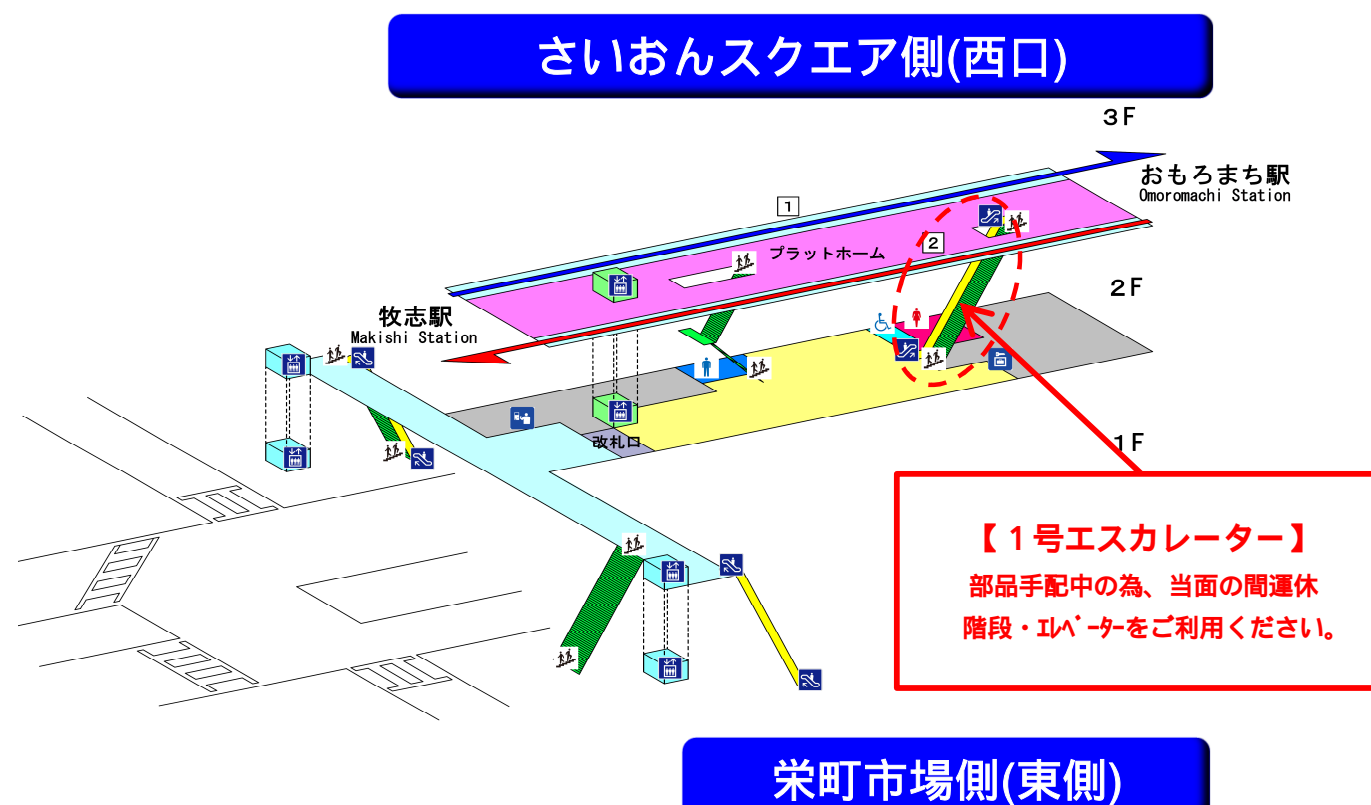 さいおんスクエア側(西口)
3F
おもろまち駅
Omoromachi Station
1
2
プラットホーム
2F
牧志駅
Makishi Station
改札口
1F
【１号エスカレーター】
部品手配中の為、当面の間運休
階段・ｴﾚﾍﾞｰﾀｰをご利用ください。
栄町市場側(東側)